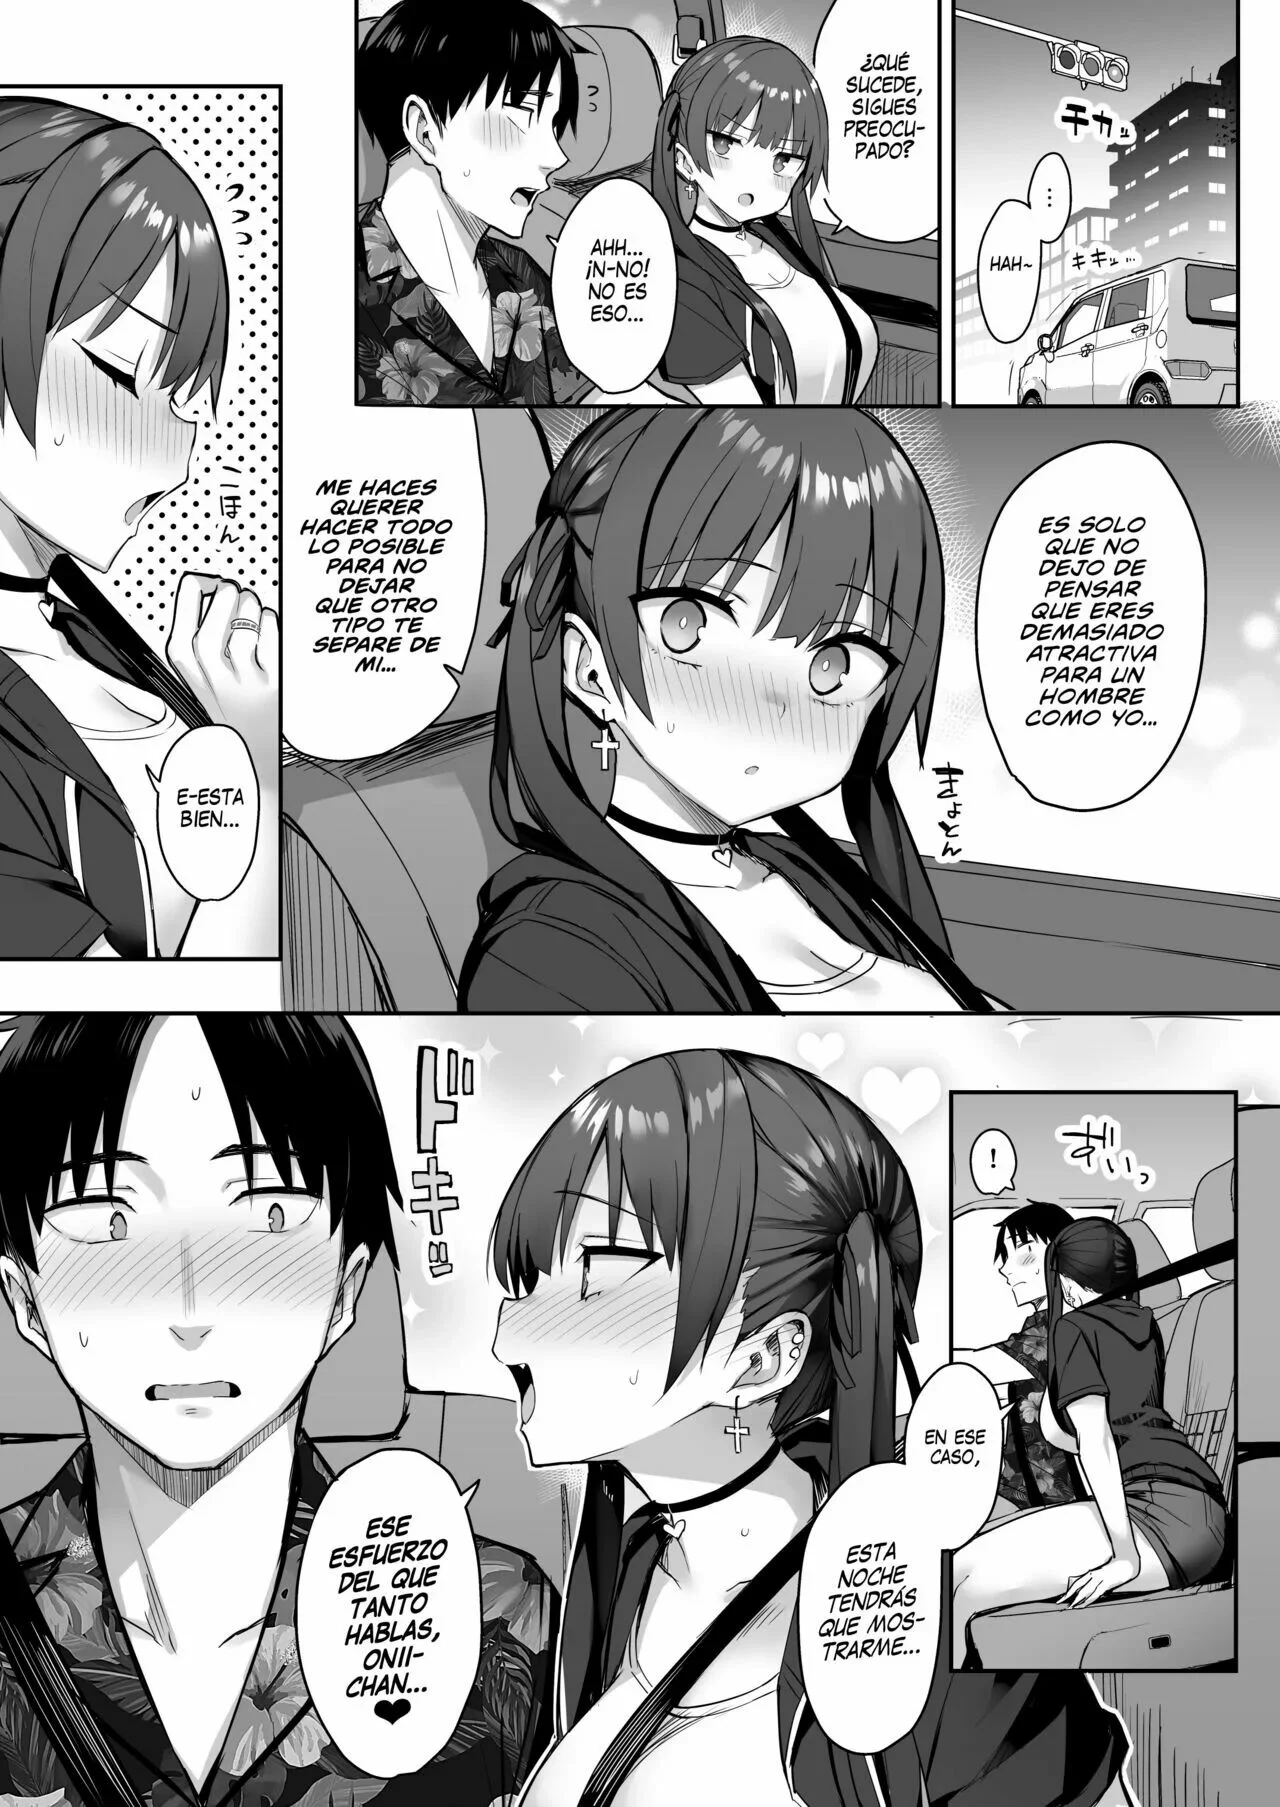 チカッ
...
HAH~
キキッ...
¿QUÉ
SUCEDE,
SIGUES
PREOCU-
PADO?
AHH...
¡N-NO!
NO ES
ESO...
ES SOLO
QUE NO
DEJO DE
PENSAR
QUE ERES
DEMASIADO
ATRACTIVA
PARA UN
HOMBRE
COMO YO...
きょとん
ME HACES
QUERER
HACER TODO
LO POSIBLE
PARA NO
DEJAR
QUE OTRO
TIPO TE
SEPARE DE
MI...
こほん
E-ESTA
BIEN...
ずいっ
!
EN ESE
CASO,
ESTA
NOCHE
TENDRÁS
QUE MOS-
TRARME...
ドキッ
ESE
ESFUERZO
DEL QUE
TANTO
HABLAS,
ONII-
CHAN...
♥